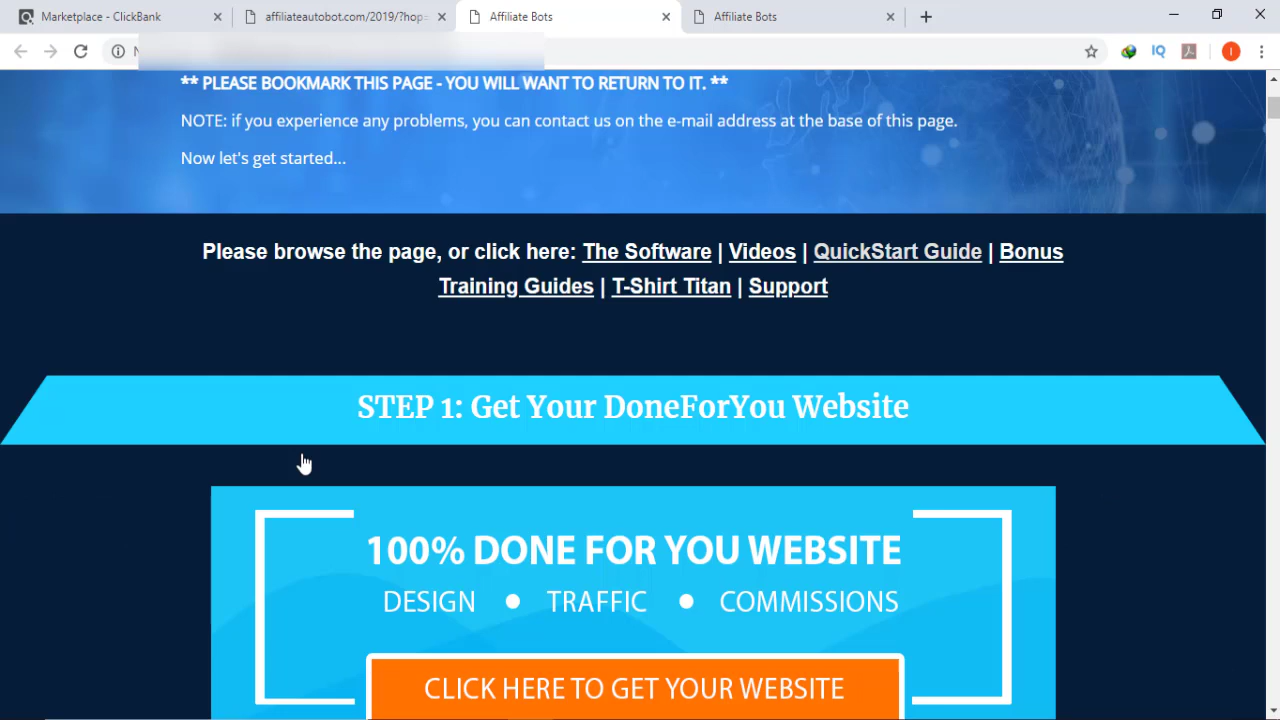 Marketplace - ClickBank
affiliateautobot.com/2019/?hop=
Affiliate Bots
Affiliate Bots
IQ
I
** PLEASE BOOKMARK THIS PAGE - YOU WILL WANT TO RETURN TO IT. **
NOTE: if you experience any problems, you can contact us on the e-mail address at the base of this page.
Now let's get started...
Please browse the page, or click here: The Software | Videos | QuickStart Guide | Bonus
Training Guides | T-Shirt Titan | Support
STEP 1: Get Your DoneForYou Website
100% DONE FOR YOU WEBSITE
DESIGN ● TRAFFIC ● COMMISSIONS
CLICK HERE TO GET YOUR WEBSITE